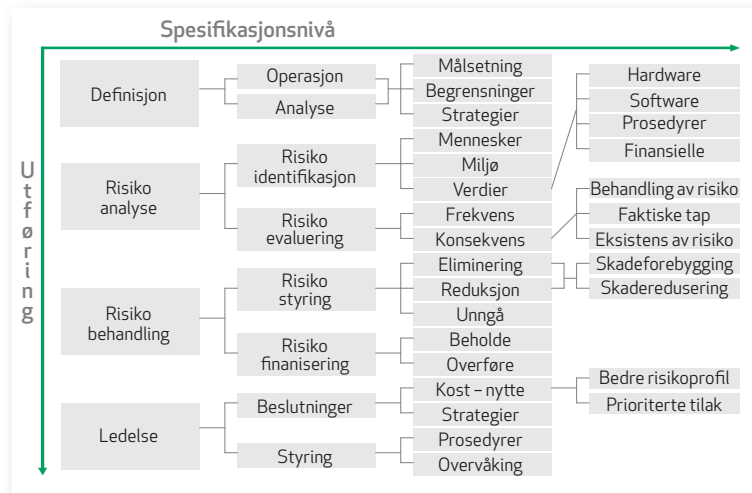 Spesifikasjonsnivå
Utføring
Definisjon
Operasjon
Analyse
Målsetning
Begrensninger
Strategier
Hardware
Software
Prosedyrer
Finansielle
Risiko
analyse
Risiko
identifikasjon
Mennesker
Miljø
Verdier
Risiko
evaluering
Frekvens
Konsekvens
Behandling av risiko
Faktiske tap
Eksistens av risiko
Risiko
behandling
Risiko
styring
Eliminering
Reduksjon
Unngå
Skadeforebygging
Skaderedusering
Risiko
finanisering
Beholde
Overføre
Ledelse
Beslutninger
Kost – nytte
Strategier
Bedre risikoprofil
Prioriterte tilak
Styring
Prosedyrer
Overvåking